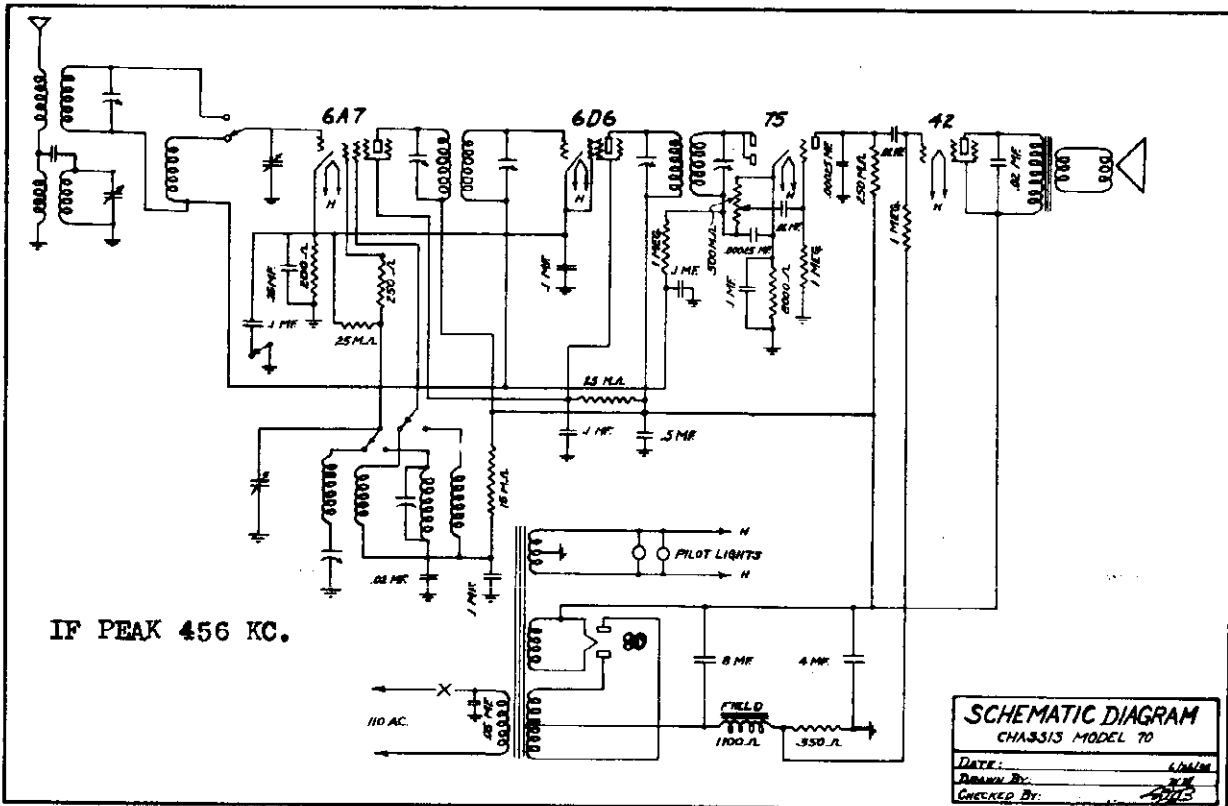 6A7
6D6
75
42
H
H
H
H
.25 MF.
200 Ω
250 Ω
.1 MF.
25 M.Ω
.1 MF.
1 MEG.
500 M.Ω
.1 MF.
.00025 MF.
.01 MF.
.1 MF.
8000 Ω
1 MEG
.00025 MF.
250 M.Ω
1 MEG
.02 MF.
25 M.Ω
.1 MF.
.5 MF.
15 M.Ω
.02 MF.
.1 MF.
H
PILOT LIGHTS
H
IF PEAK 456 KC.
80
8 MF.
4 MF.
X
110 AC.
.05 MF.
FIELD
1100 Ω
350 Ω
SCHEMATIC DIAGRAM
CHASSIS MODEL 70
DATE:
DRAWN BY:
CHECKED BY: